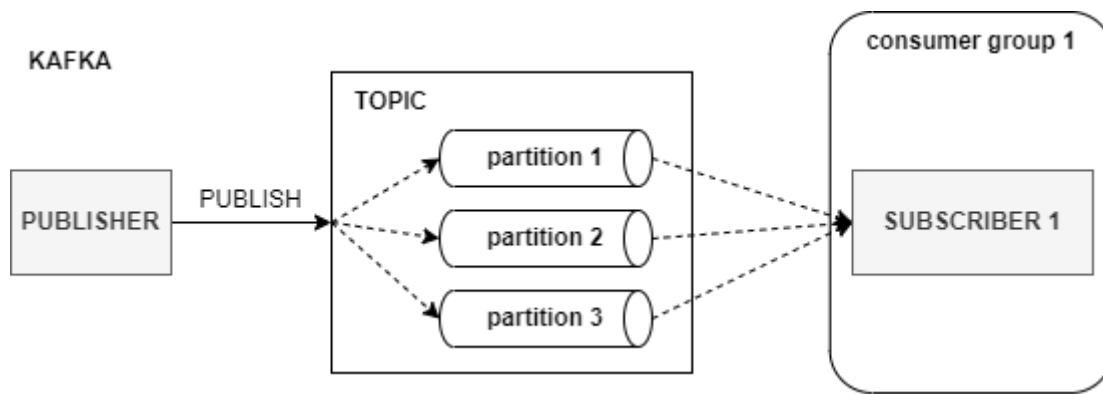 KAFKA
consumer group 1
TOPIC
partition 1
PUBLISHER
PUBLISH
partition 2
SUBSCRIBER 1
partition 3